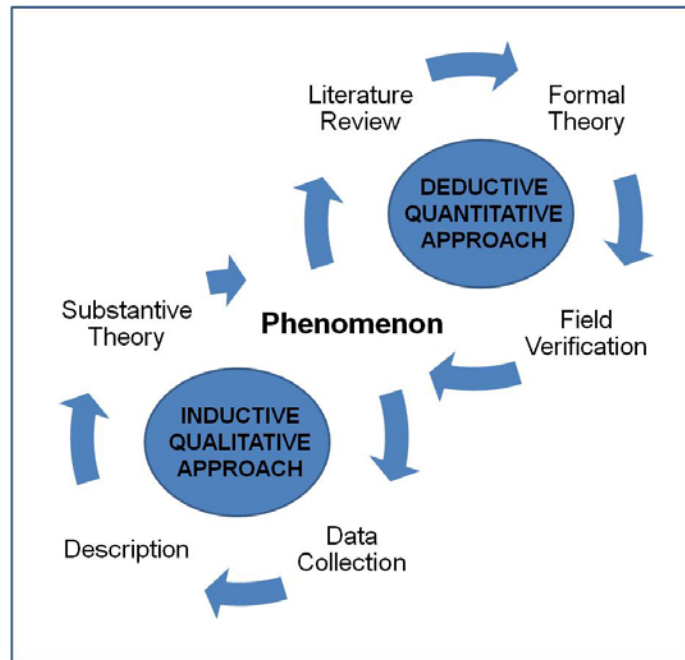 Literature
Review
Formal
Theory
DEDUCTIVE
QUANTITATIVE
APPROACH
Substantive
Theory
Phenomenon
Field
Verification
INDUCTIVE
QUALITATIVE
APPROACH
Description
Data
Collection